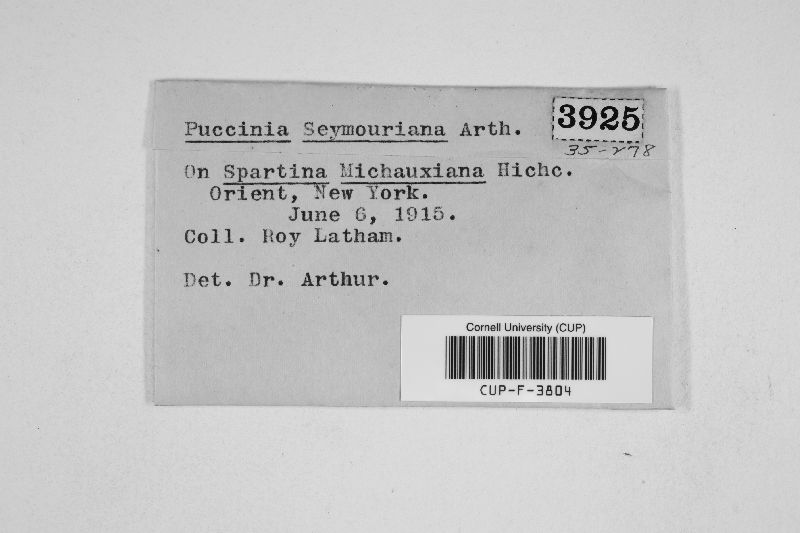 Puccinia Seymouriana Arth.
3925
35-278
On Spartina Michauxiana Hichc.
Orient, New York.
June 6, 1915.
Coll. Roy Latham.
Det. Dr. Arthur.
Cornell University (CUP)
CUP-F-3804